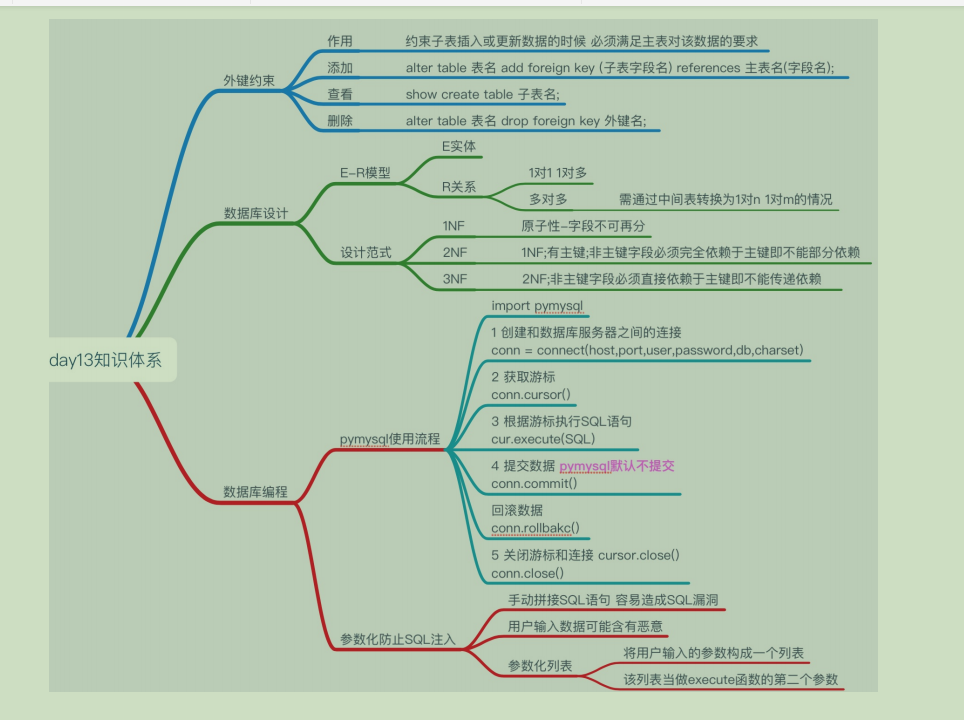 作用 约束子表插入或更新数据的时候 必须满足主表对该数据的要求
添加 alter table 表名 add foreign key (子表字段名) references 主表名(字段名);
外键约束
查看 show create table 子表名;
删除 alter table 表名 drop foreign key 外键名;
E实体
E-R模型
1对1 1对多
R关系
多对多 需通过中间表转换为1对n 1对m的情况
数据库设计
1NF 原子性-字段不可再分
设计范式
2NF 1NF;有主键;非主键字段必须完全依赖于主键即不能部分依赖
3NF 2NF;非主键字段必须直接依赖于主键即不能传递依赖
day13知识体系
import pymysql
1 创建和数据库服务器之间的连接
conn = connect(host,port,user,password,db,charset)
2 获取游标
conn.cursor()
3 根据游标执行SQL语句
cur.execute(SQL)
pymysql使用流程
4 提交数据 pymysql默认不提交
conn.commit()
数据库编程
回滚数据
conn.rollbakc()
5 关闭游标和连接 cursor.close()
conn.close()
手动拼接SQL语句 容易造成SQL漏洞
用户输入数据可能含有恶意
参数化防止SQL注入
将用户输入的参数构成一个列表
参数化列表
该列表当做execute函数的第二个参数